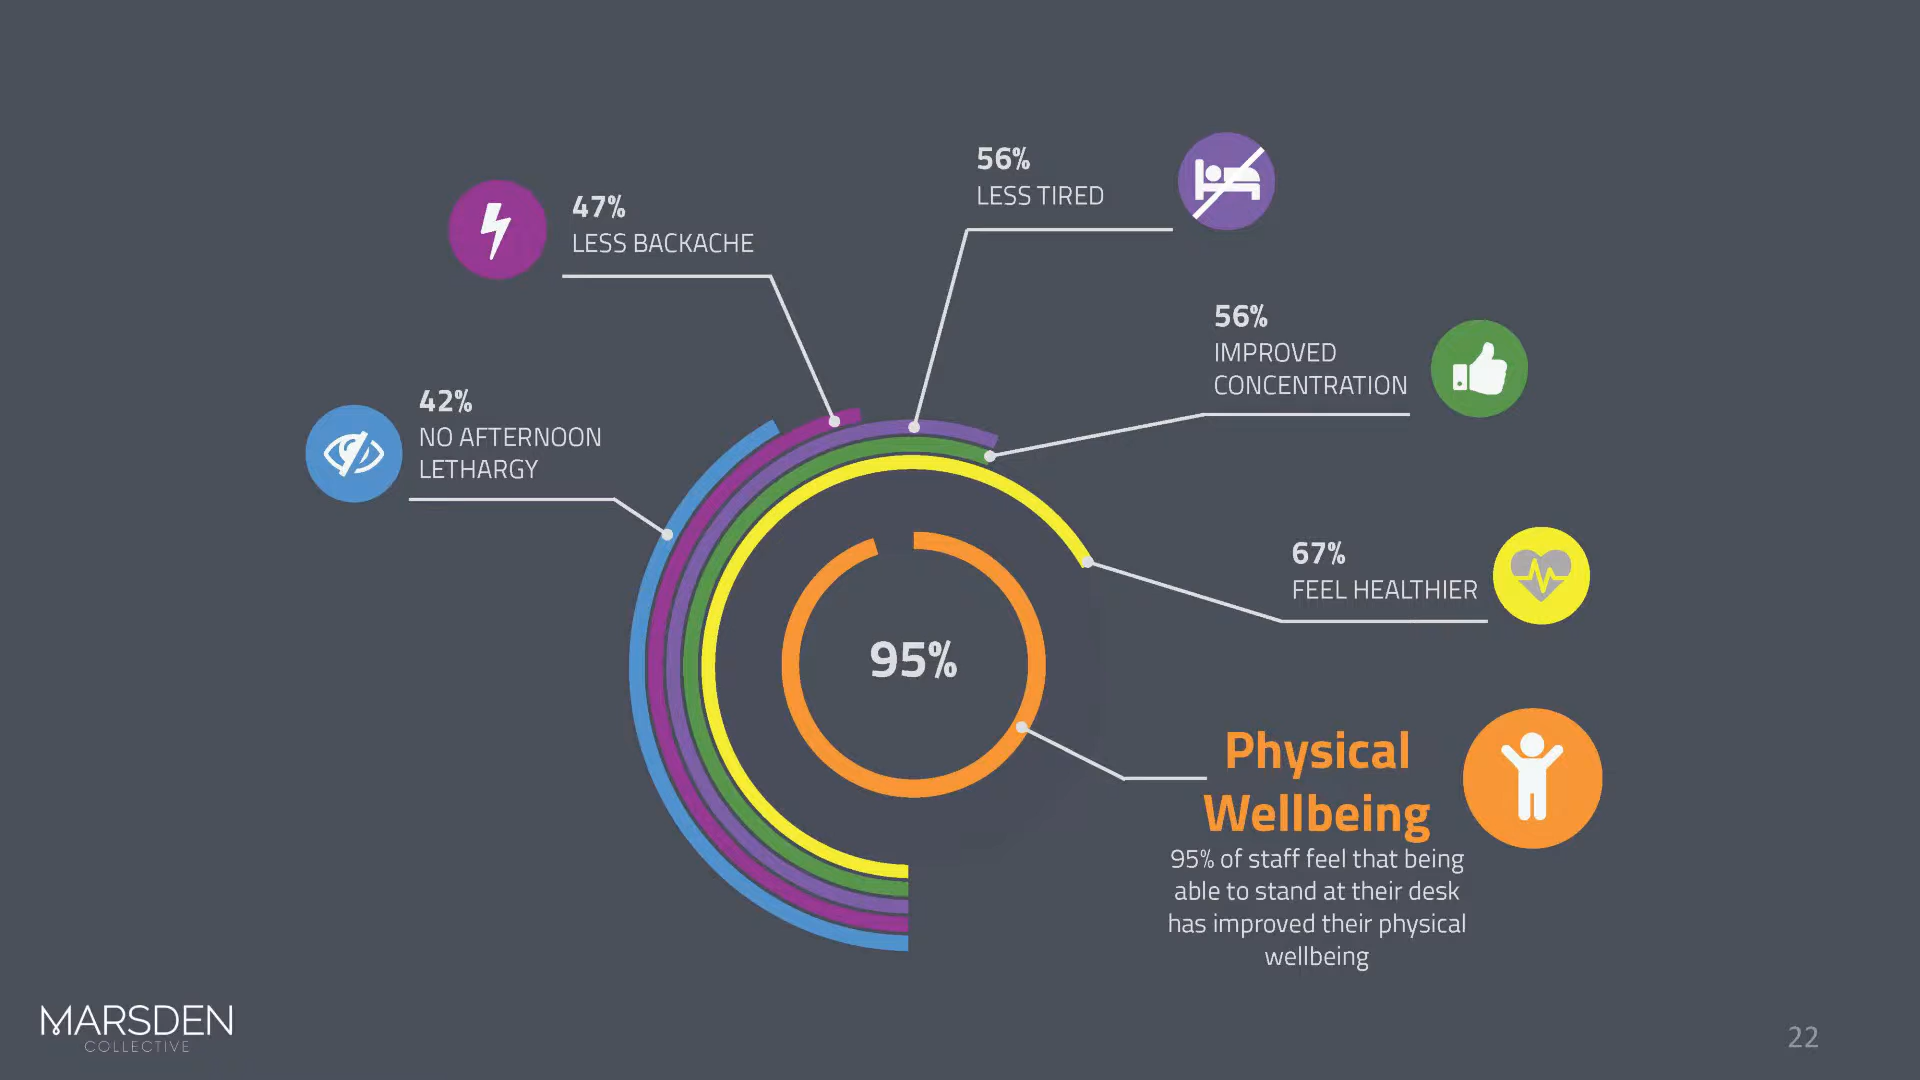 56%
LESS TIRED
47%
LESS BACKACHE
56%
IMPROVED
CONCENTRATION
42%
NO AFTERNOON
LETHARGY
67%
FEEL HEALTHIER
95%
Physical
Wellbeing
95% of staff feel that being
able to stand at their desk
has improved their physical
wellbeing
MARSDEN
COLLECTIVE
22